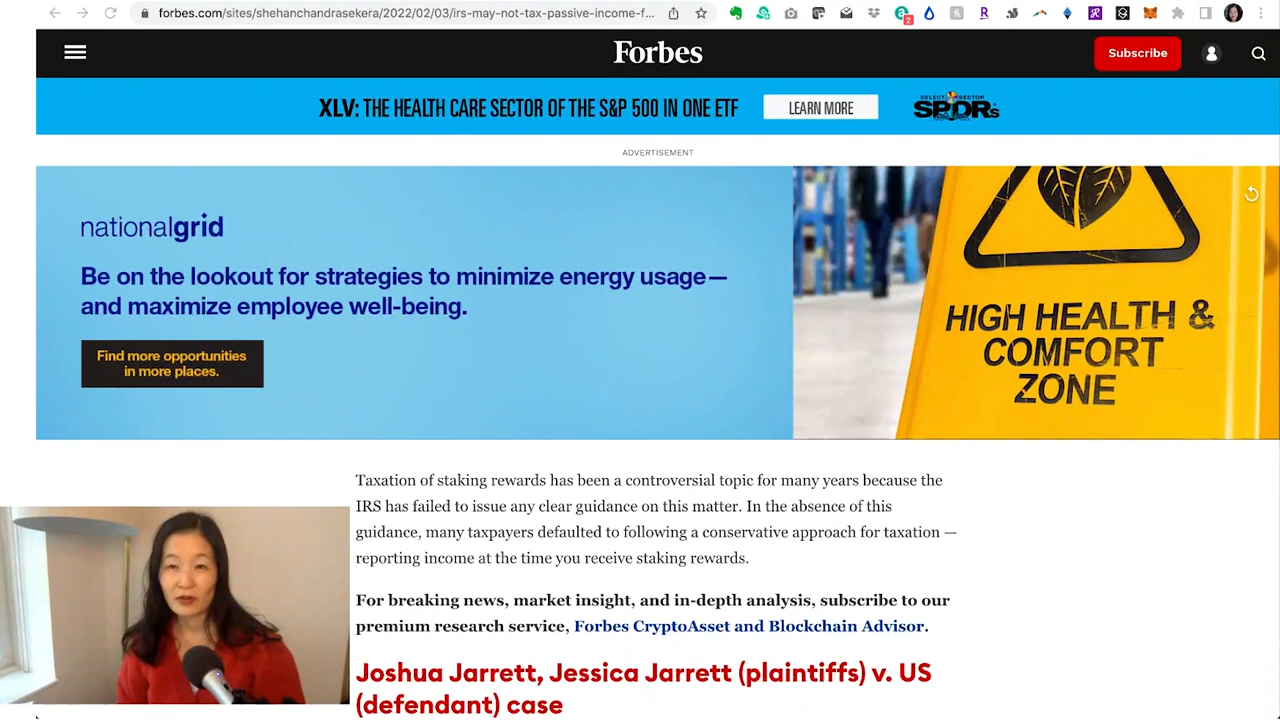 forbes.com/sites/shehanchandrasekera/2022/02/03/irs-may-not-tax-passive-income-f...
2
Forbes
Subscribe
XLV: THE HEALTH CARE SECTOR OF THE S&P 500 IN ONE ETF
LEARN MORE
SELECT SECTOR
SPDRs
ADVERTISEMENT
nationalgrid
Be on the lookout for strategies to minimize energy usage—
and maximize employee well-being.
Find more opportunities
in more places.
HIGH HEALTH &
COMFORT
ZONE
Taxation of staking rewards has been a controversial topic for many years because the
IRS has failed to issue any clear guidance on this matter. In the absence of this
guidance, many taxpayers defaulted to following a conservative approach for taxation —
reporting income at the time you receive staking rewards.
For breaking news, market insight, and in-depth analysis, subscribe to our
premium research service, Forbes CryptoAsset and Blockchain Advisor.
Joshua Jarrett, Jessica Jarrett (plaintiffs) v. US
(defendant) case